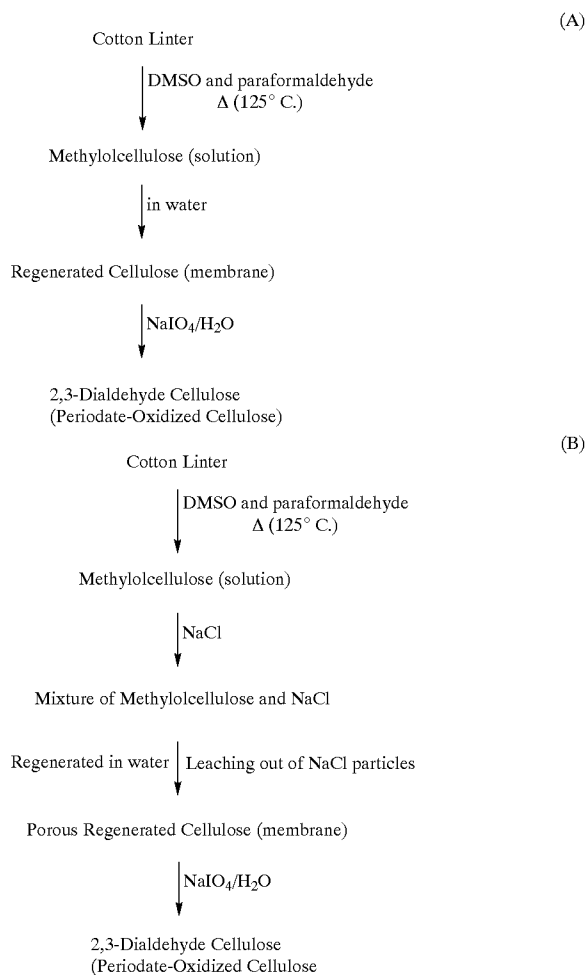 (A)
Cotton Linter
DMSO and paraformaldehyde
Δ (125° C.)
Methylolcellulose (solution)
in water
Regenerated Cellulose (membrane)
NaIO₄/H₂O
2,3-Dialdehyde Cellulose
(Periodate-Oxidized Cellulose)
(B)
Cotton Linter
DMSO and paraformaldehyde
Δ (125° C.)
Methylolcellulose (solution)
NaCl
Mixture of Methylolcellulose and NaCl
Regenerated in water Leaching out of NaCl particles
Porous Regenerated Cellulose (membrane)
NaIO₄/H₂O
2,3-Dialdehyde Cellulose
(Periodate-Oxidized Cellulose